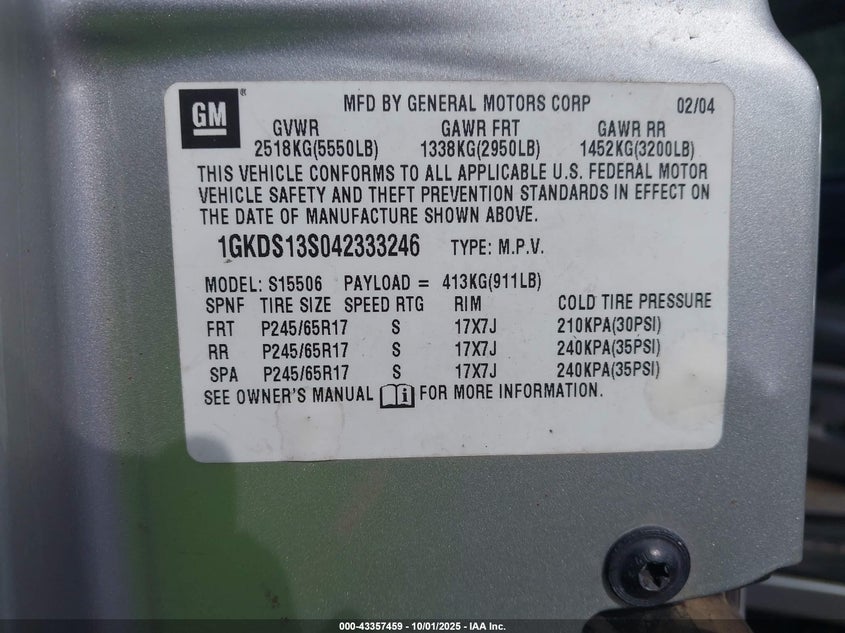 GM ®
MFD BY GENERAL MOTORS CORP 02/04
GVWR GAWR FRT GAWR RR
2518KG(5550LB) 1338KG(2950LB) 1452KG(3200LB)
THIS VEHICLE CONFORMS TO ALL APPLICABLE U.S. FEDERAL MOTOR
VEHICLE SAFETY AND THEFT PREVENTION STANDARDS IN EFFECT ON
THE DATE OF MANUFACTURE SHOWN ABOVE.
1GKDS13S042333246 TYPE: M.P.V.
MODEL: S15506 PAYLOAD = 413KG(911LB)
SPNF TIRE SIZE SPEED RTG RIM COLD TIRE PRESSURE
FRT P245/65R17 S 17X7J 210KPA(30PSI)
RR P245/65R17 S 17X7J 240KPA(35PSI)
SPA P245/65R17 S 17X7J 240KPA(35PSI)
SEE OWNER'S MANUAL i FOR MORE INFORMATION.
000-43357459 - 10/01/2025 - IAA Inc.